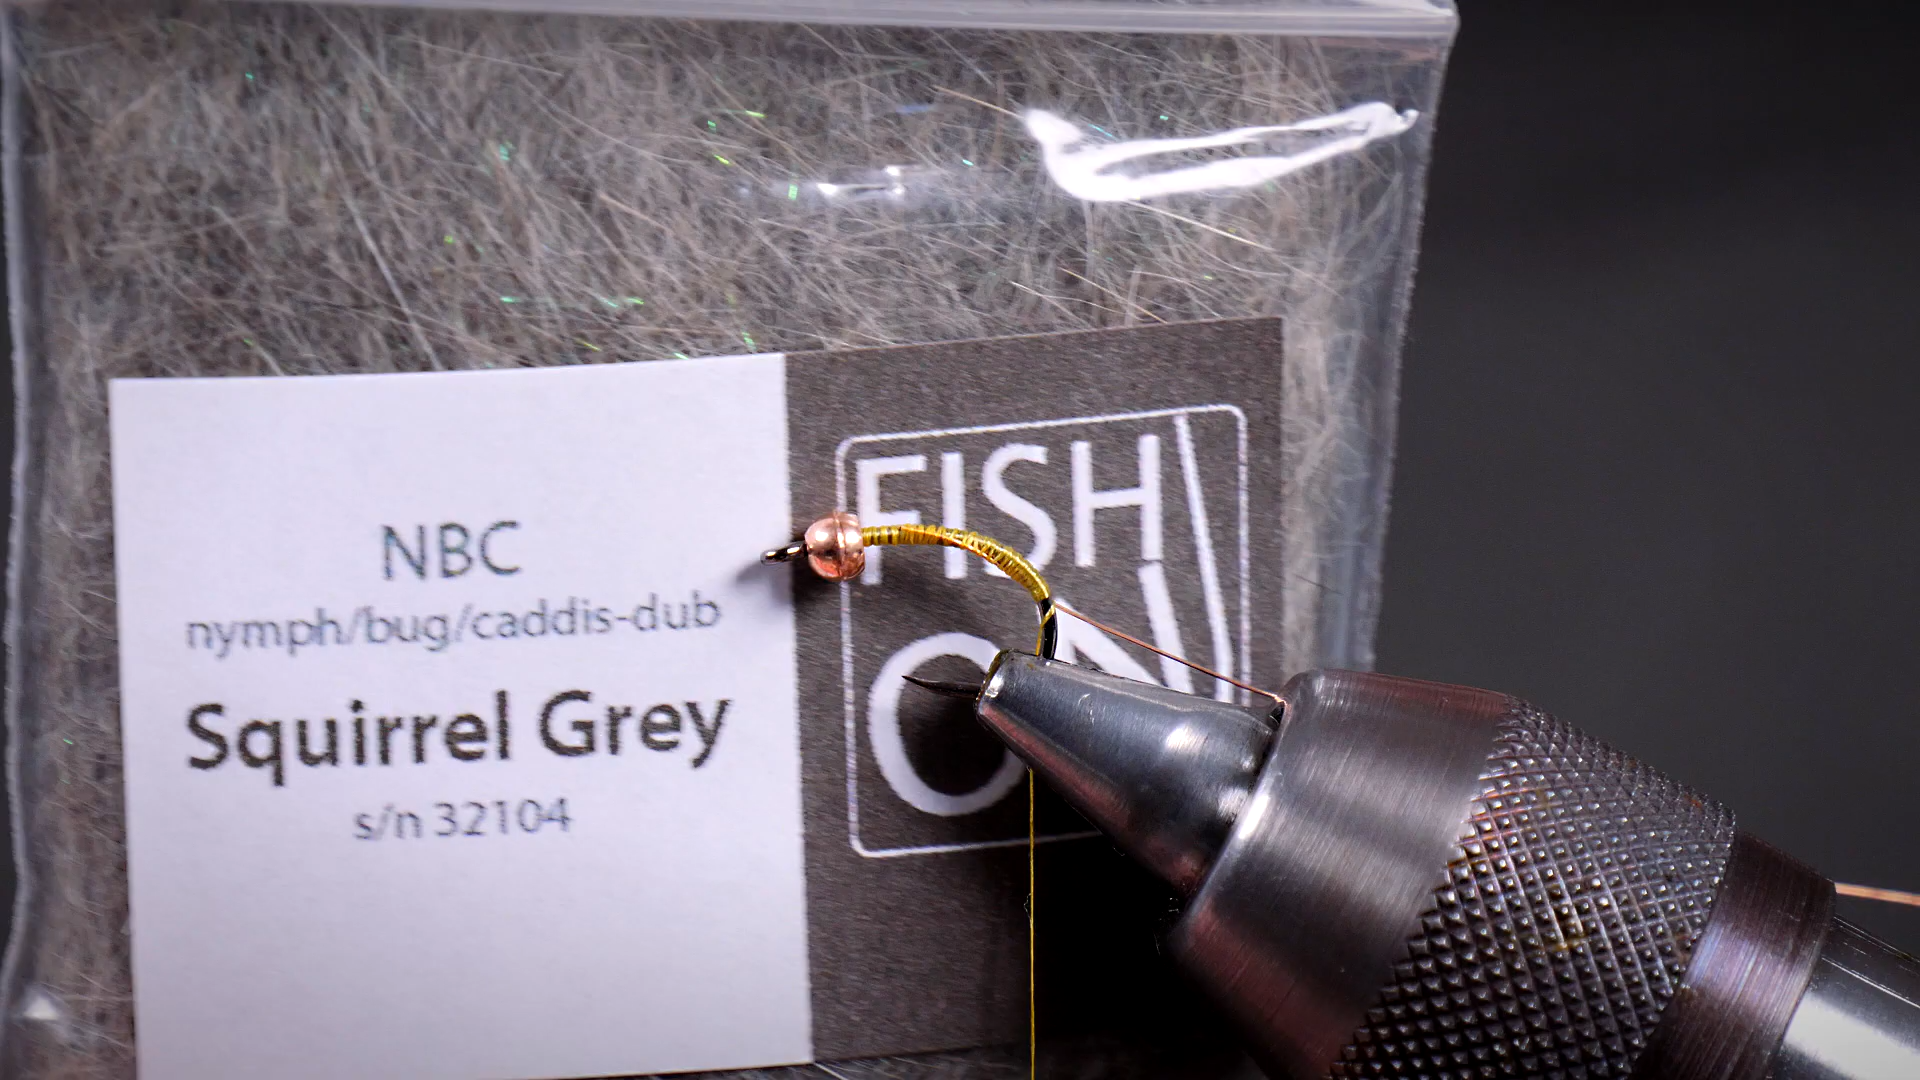 NBC
nymph/bug/caddis-dub
Squirrel Grey
s/n 32104
FISH
ON